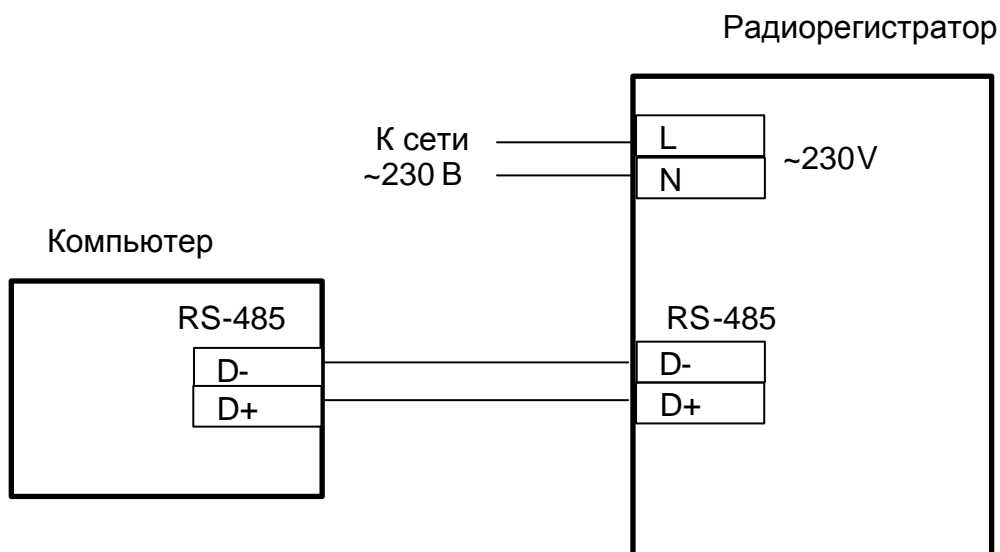 Радиорегистратор
К сети
~230 В
L
N
~230V
Компьютер
RS-485
D-
D+
RS-485
D-
D+